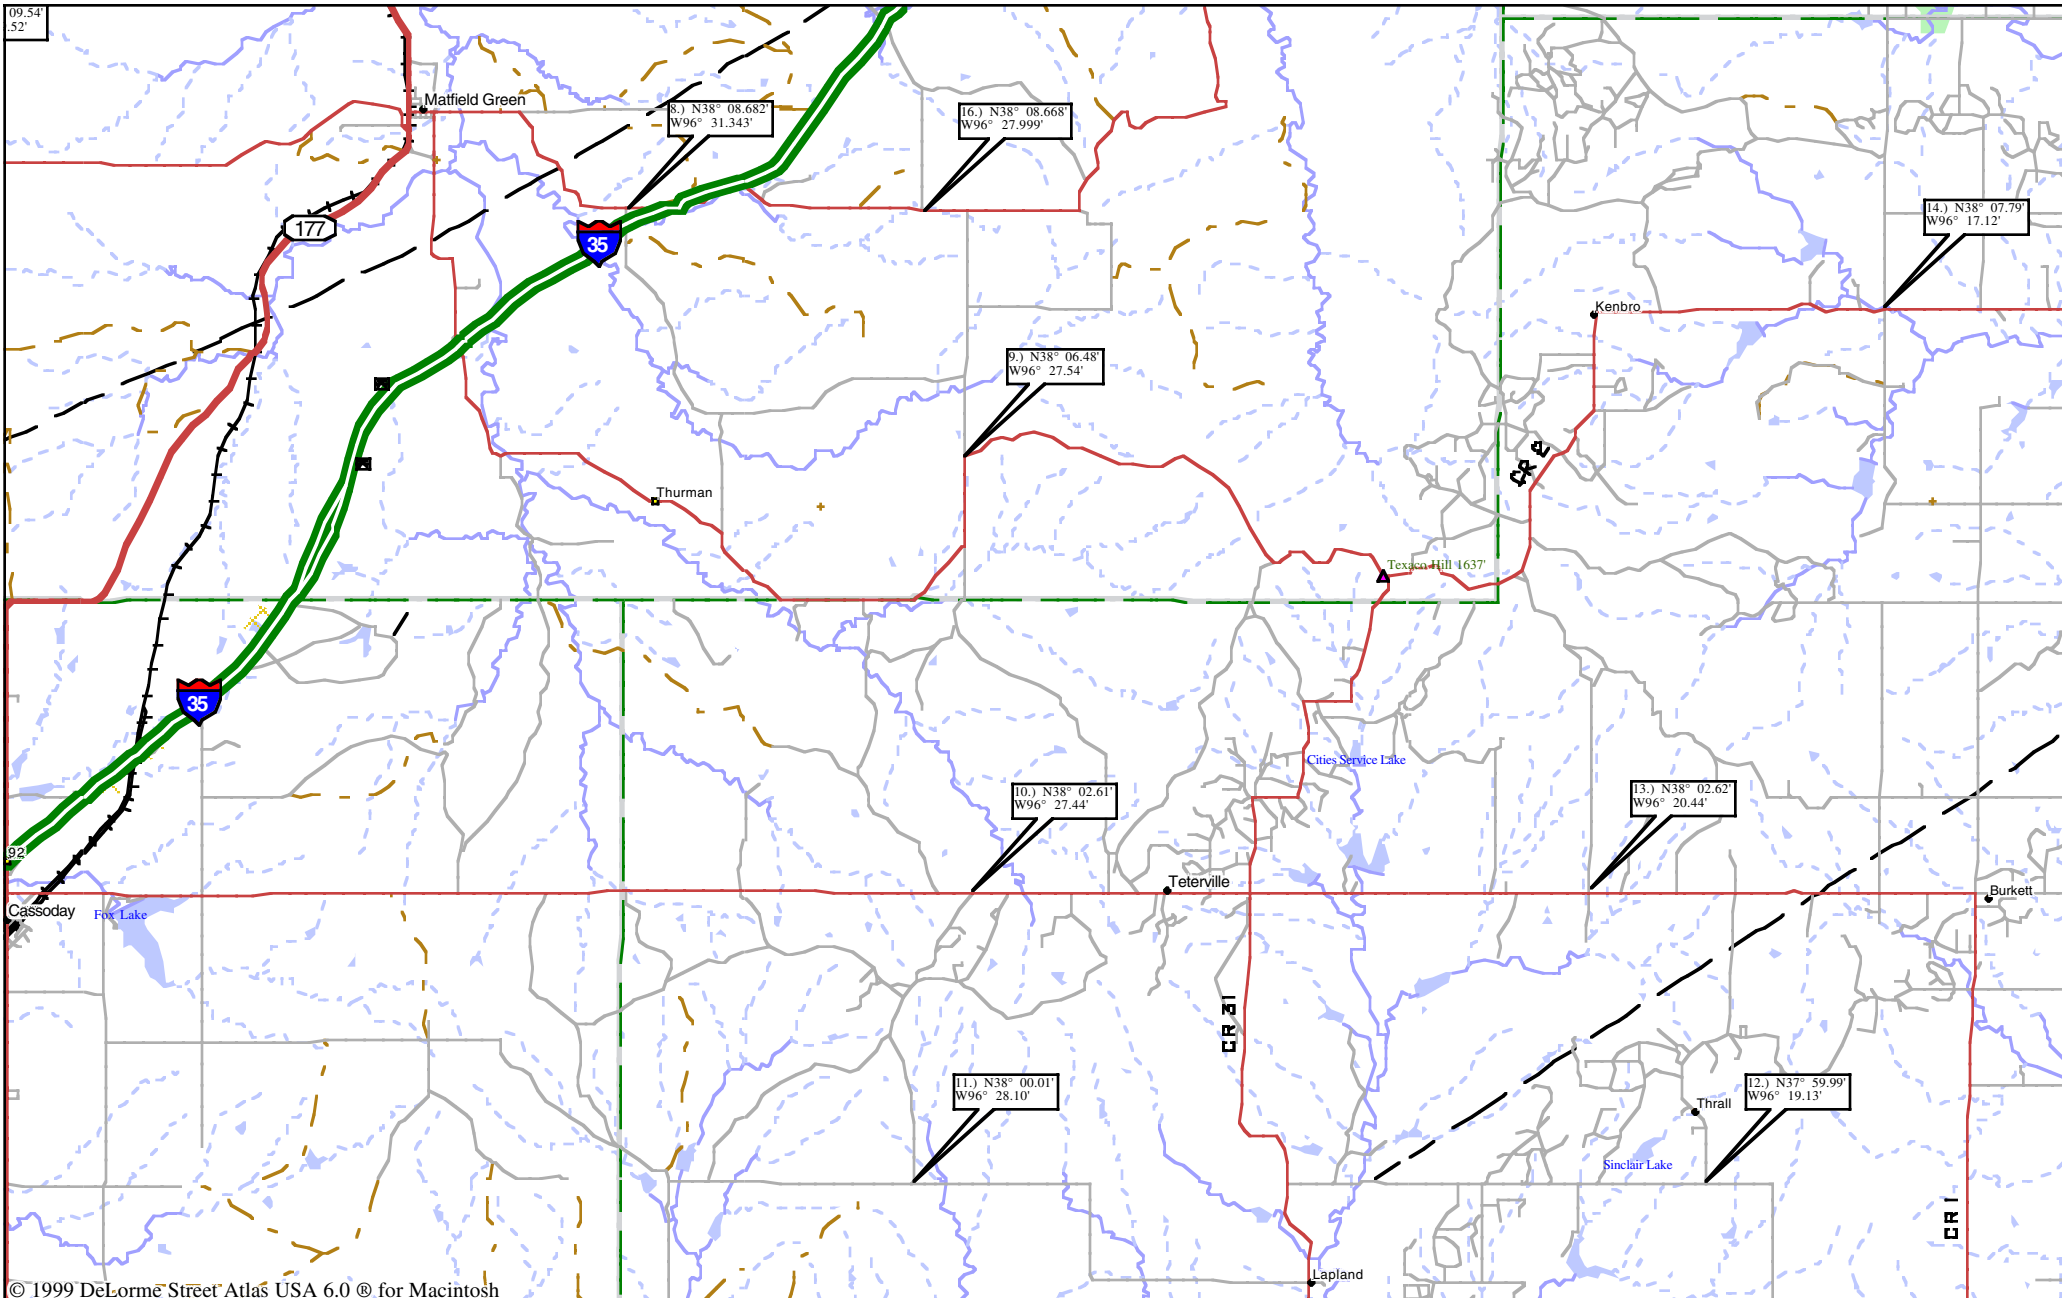 09.54'
.52'
Matfield Green
8.) N38° 08.682'
W96° 31.343'
16.) N38° 08.668'
W96° 27.999'
14.) N38° 07.79'
W96° 17.12'
177
35
Kenbro
9.) N38° 06.48'
W96° 27.54'
CR 2
Thurman
Texaco Hill 1637'
35
Cities Service Lake
10.) N38° 02.61'
W96° 27.44'
13.) N38° 02.62'
W96° 20.44'
92
Teterville
Burkett
Cassoday
Fox Lake
CR 31
11.) N38° 00.01'
W96° 28.10'
12.) N37° 59.99'
W96° 19.13'
Thrall
Sinclair Lake
CR 1
Lapland
© 1999 DeLorme Street Atlas USA 6.0 ® for Macintosh